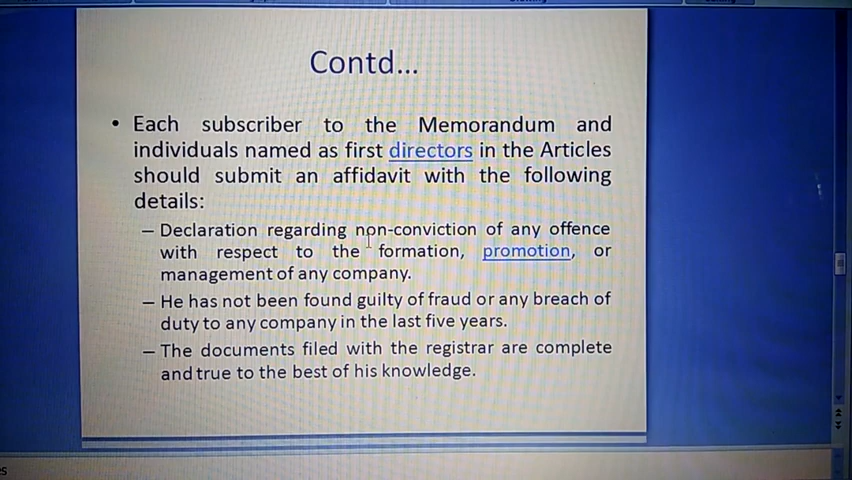 Contd...
• Each subscriber to the Memorandum and
individuals named as first directors in the Articles
should submit an affidavit with the following
details:
– Declaration regarding non-conviction of any offence
with respect to the formation, promotion, or
management of any company.
– He has not been found guilty of fraud or any breach of
duty to any company in the last five years.
– The documents filed with the registrar are complete
and true to the best of his knowledge.